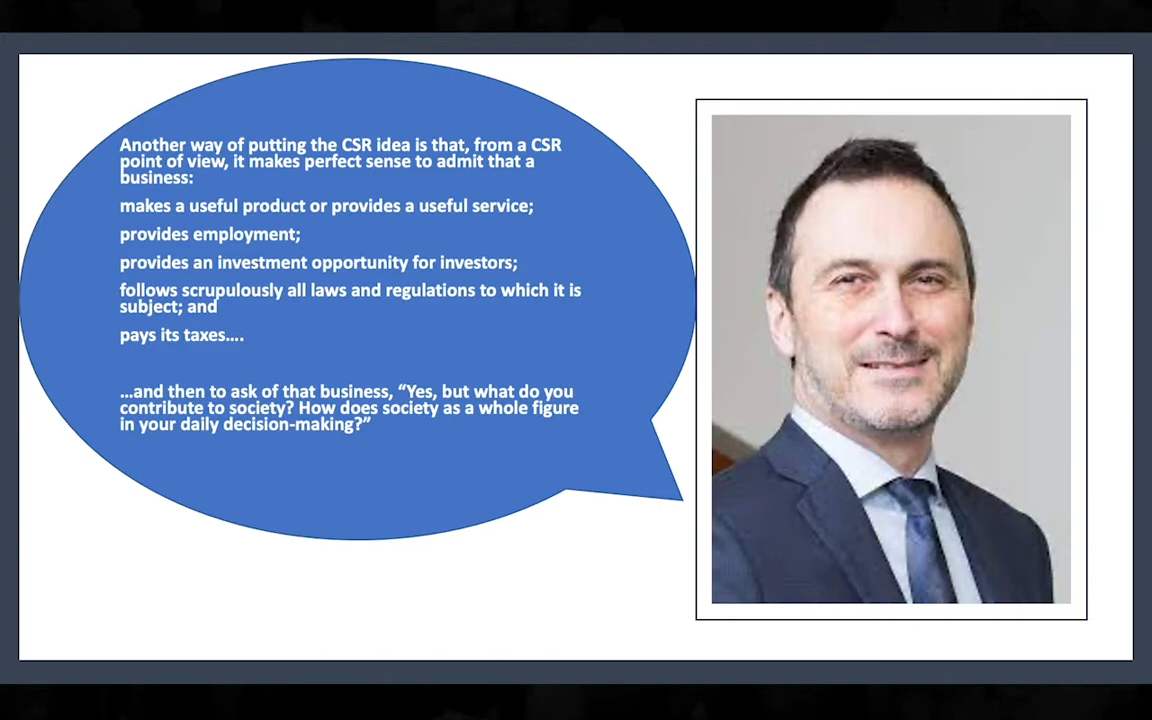 Another way of putting the CSR idea is that, from a CSR
point of view, it makes perfect sense to admit that a
business:
makes a useful product or provides a useful service;
provides employment;
provides an investment opportunity for investors;
follows scrupulously all laws and regulations to which it is
subject; and
pays its taxes....
...and then to ask of that business, “Yes, but what do you
contribute to society? How does society as a whole figure
in your daily decision-making?”